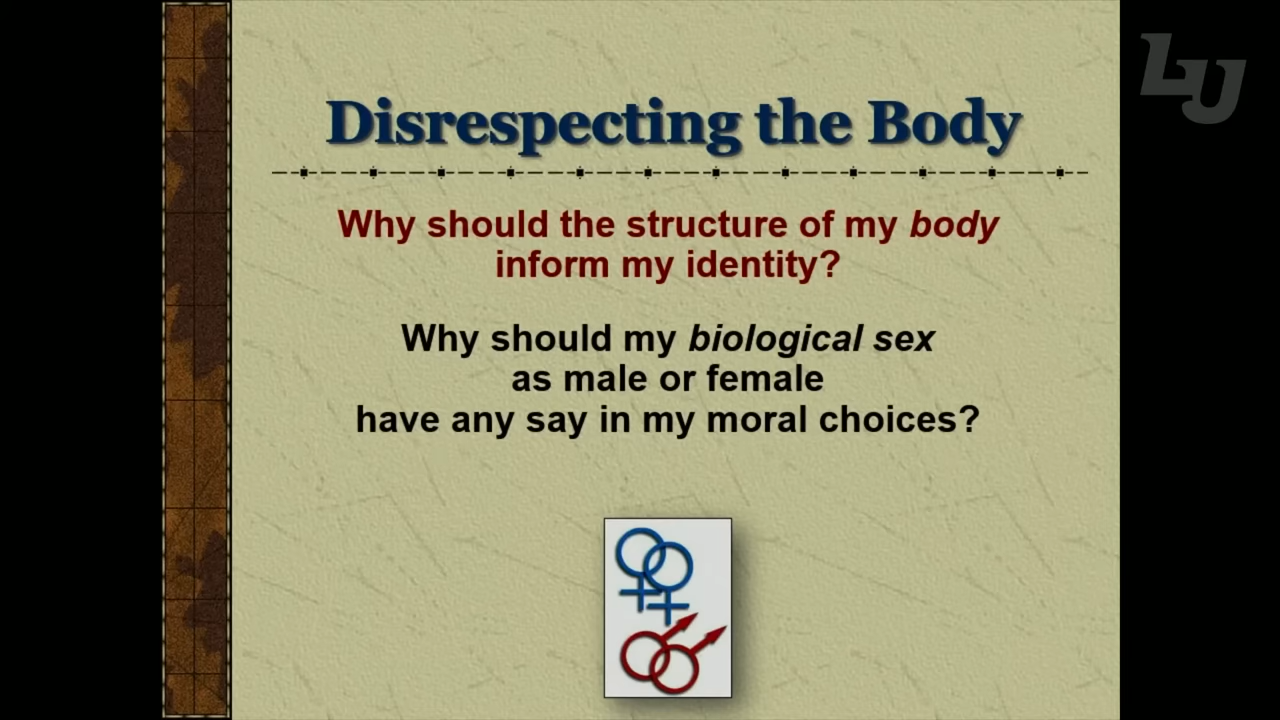 LU
Disrespecting the Body
Why should the structure of my body
inform my identity?
Why should my biological sex
as male or female
have any say in my moral choices?